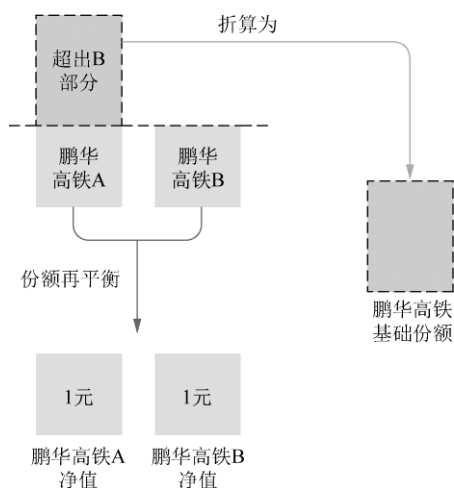 折算为
超出B
部分
鹏华
高铁A
鹏华
高铁B
份额再平衡
鹏华高铁
基础份额
1元
1元
鹏华高铁A
净值
鹏华高铁B
净值